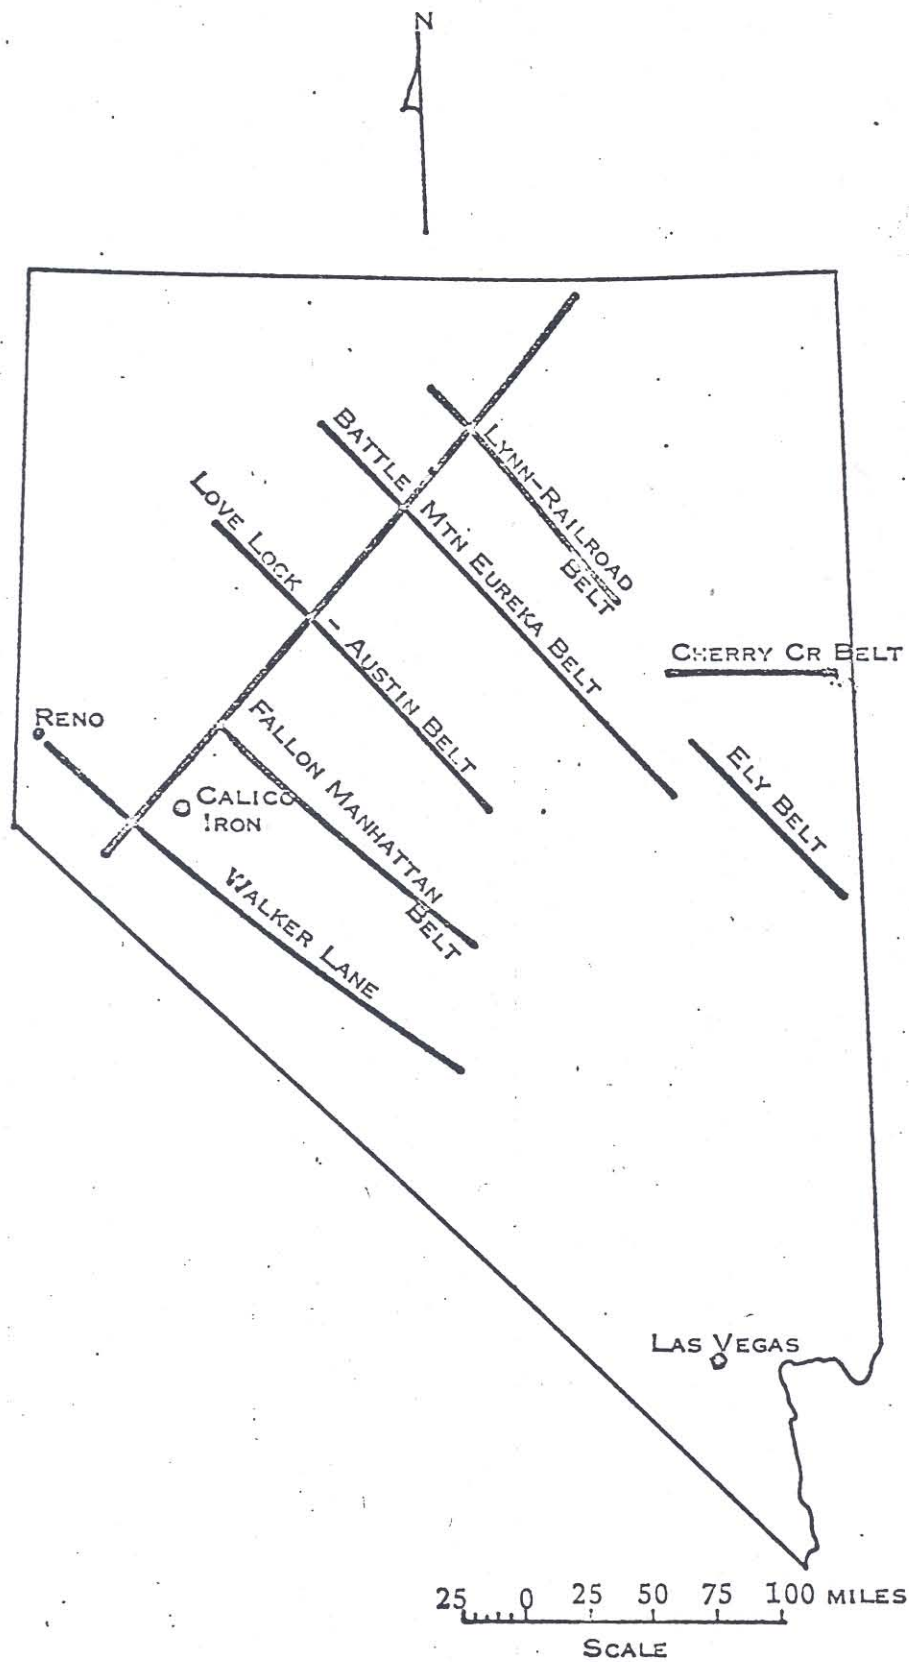 N
LYNN-RAILROAD
BELT
BATTLE MTN EUREKA BELT
LOVE LOCK - AUSTIN BELT
CHERRY CR BELT
RENO
FALLON MANHATTAN
BELT
ELY BELT
CALICO
IRON
WALKER LANE
LAS VEGAS
25 0 25 50 75 100 MILES
SCALE